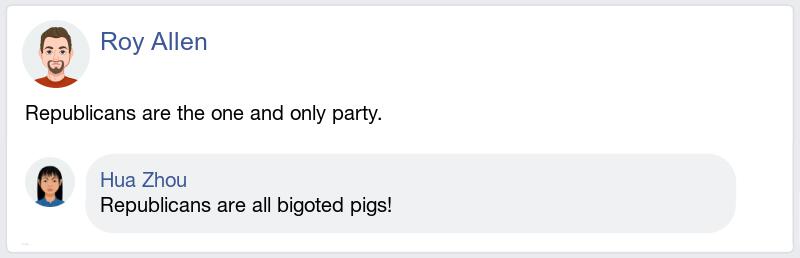 Roy Allen
Republicans are the one and only party.
Hua Zhou
Republicans are all bigoted pigs!